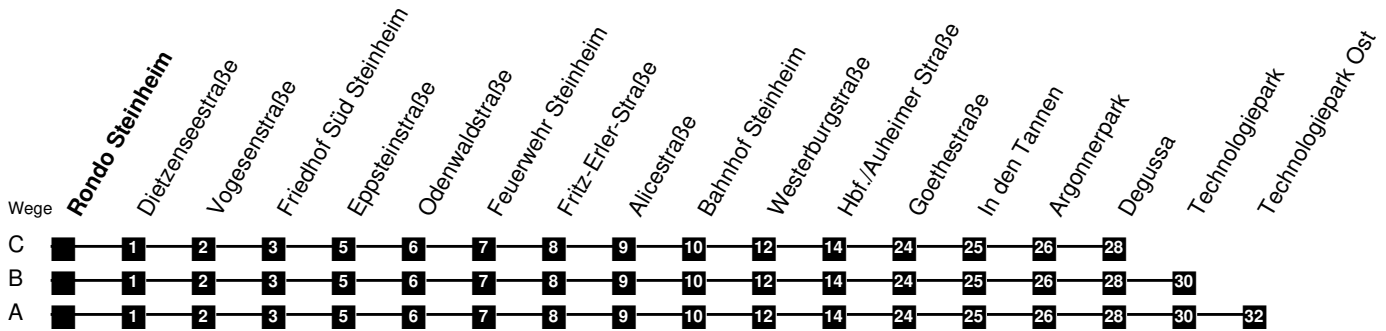 Rondo Steinheim
Dietzenseestraße
Vogesenstraße
Friedhof Süd Steinheim
Eppsteinstraße
Odenwaldstraße
Feuerwehr Steinheim
Fritz-Erler-Straße
Alicestraße
Bahnhof Steinheim
Westerburgstraße
Hbf./Auheimer Straße
Goethestraße
In den Tannen
Argonnerpark
Degussa
Technologiepark
Technologiepark Ost
Wege
C 1 2 3 5 6 7 8 9 10 12 14 24 25 26 28
B 1 2 3 5 6 7 8 9 10 12 14 24 25 26 28 30
A 1 2 3 5 6 7 8 9 10 12 14 24 25 26 28 30 32